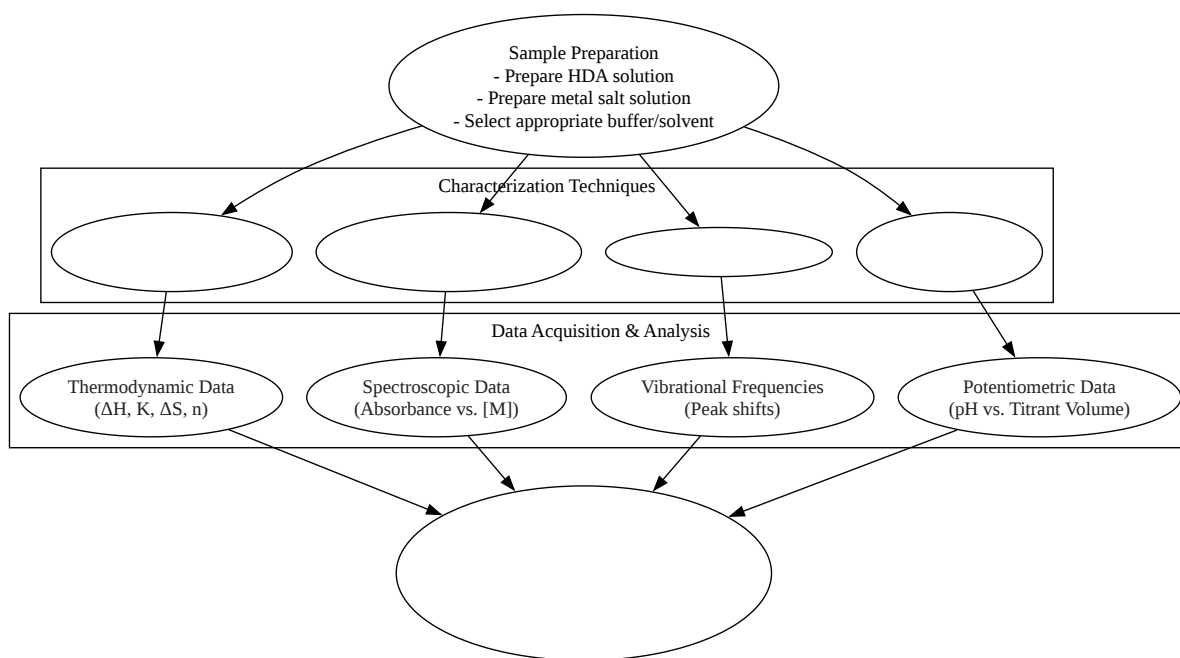 Sample Preparation
- Prepare HDA solution
- Prepare metal salt solution
- Select appropriate buffer/solvent
Characterization Techniques
Data Acquisition & Analysis
Thermodynamic Data
(ΔH, K, ΔS, n)
Spectroscopic Data
(Absorbance vs. [M])
Vibrational Frequencies
(Peak shifts)
Potentiometric Data
(pH vs. Titrant Volume)